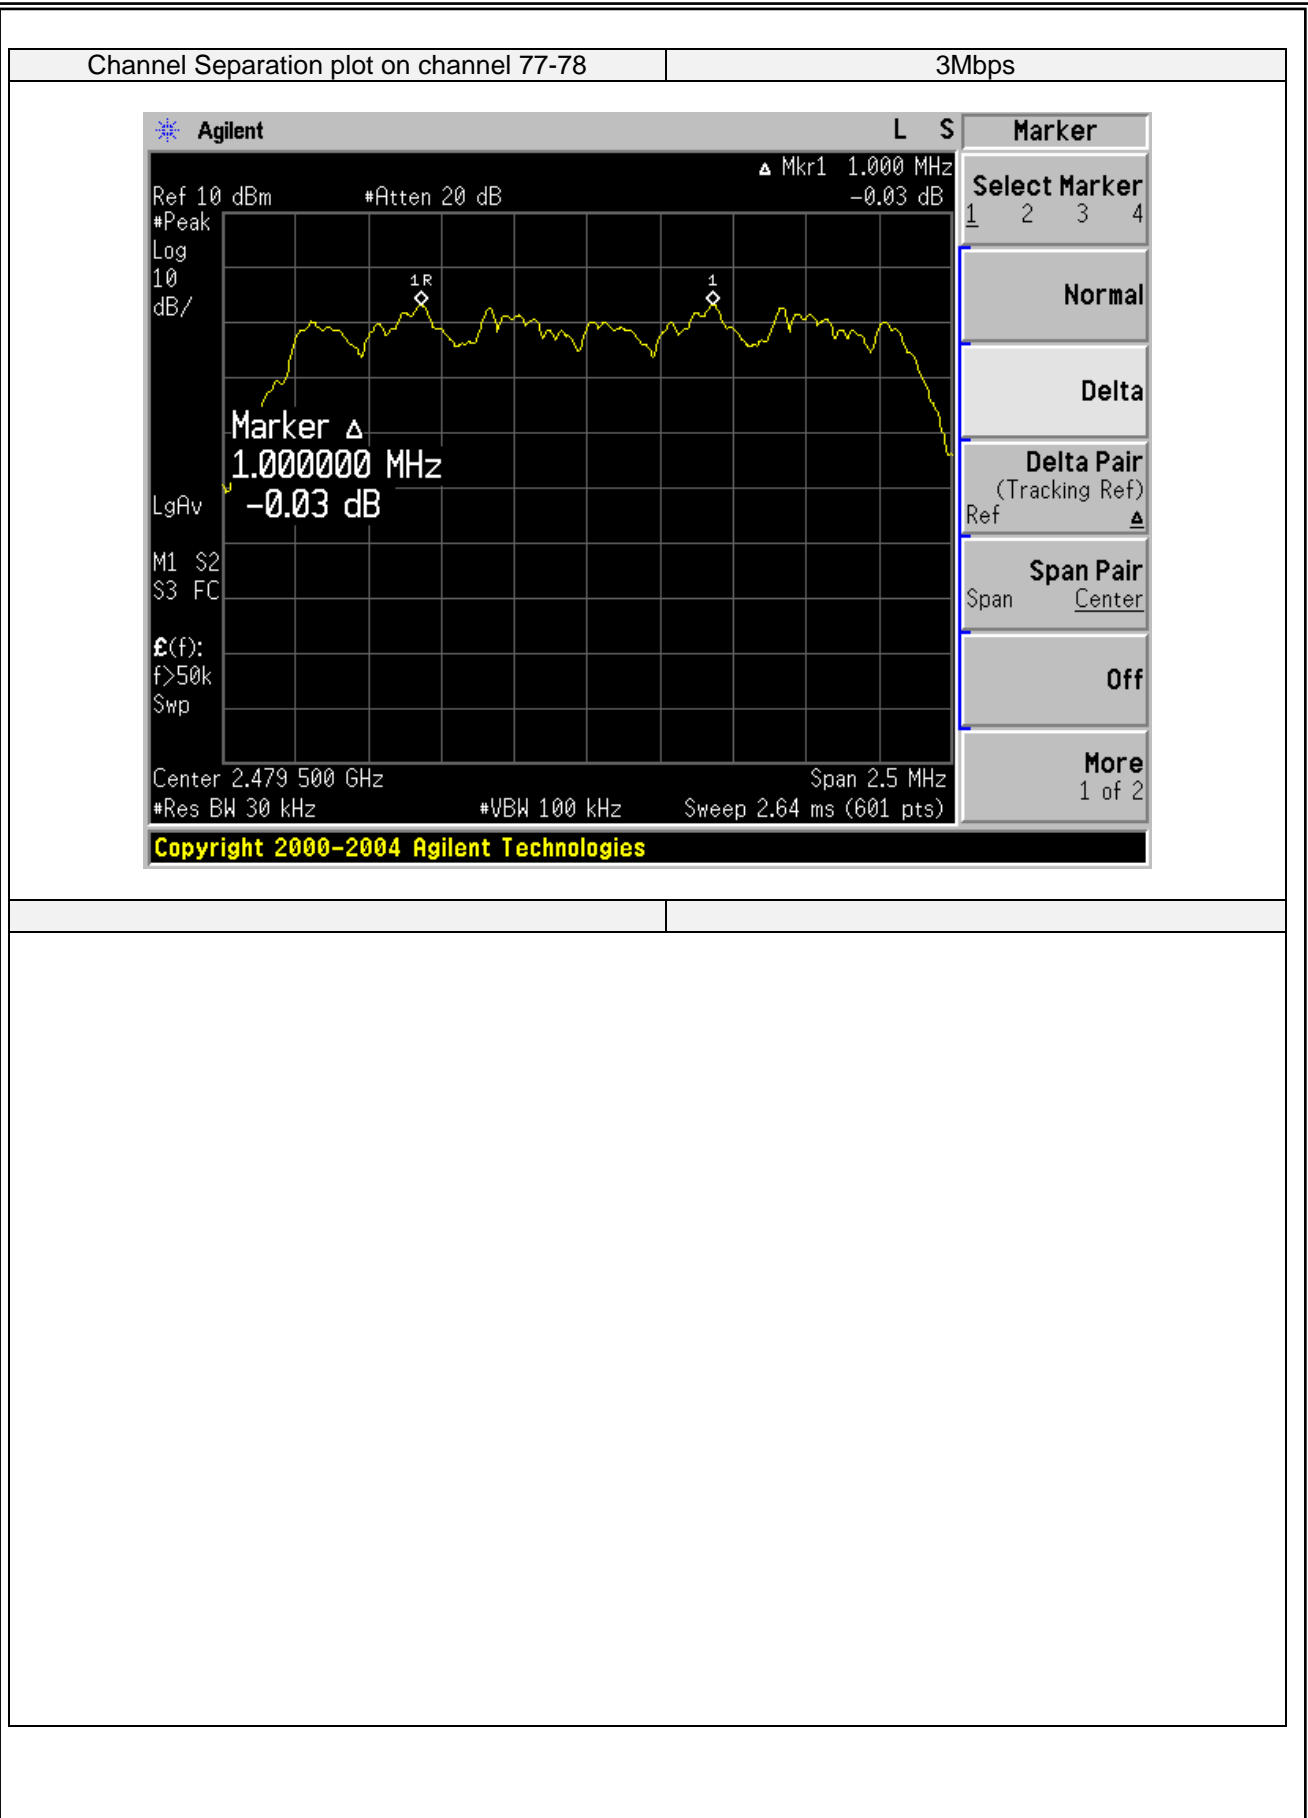 Channel Separation plot on channel 77-78 3Mbps
Agilent L S Marker
Δ Mkr1 1.000 MHz
Ref 10 dBm #Atten 20 dB -0.03 dB
#Peak
Log
10
dB/
1R 1
Marker Δ
1.000000 MHz
-0.03 dB
LgAv
M1 S2
S3 FC
£(f):
f>50k
Swp
Center 2.479 500 GHz Span 2.5 MHz
#Res BW 30 kHz #VBW 100 kHz Sweep 2.64 ms (601 pts)
Copyright 2000-2004 Agilent Technologies
Select Marker
1 2 3 4
Normal
Delta
Delta Pair
(Tracking Ref)
Ref Δ
Span Pair
Span Center
Off
More
1 of 2